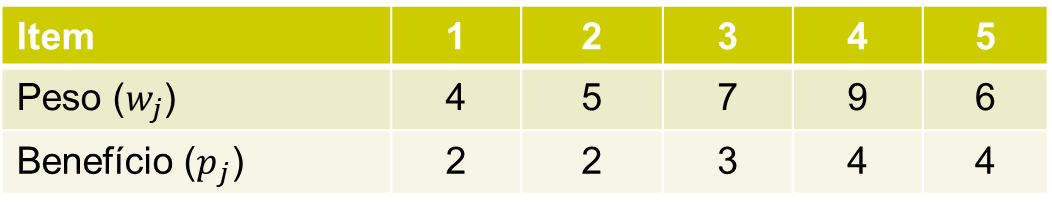 Item 1 2 3 4 5
Peso (𝑤𝑗) 4 5 7 9 6
Benefício (𝑝𝑗) 2 2 3 4 4